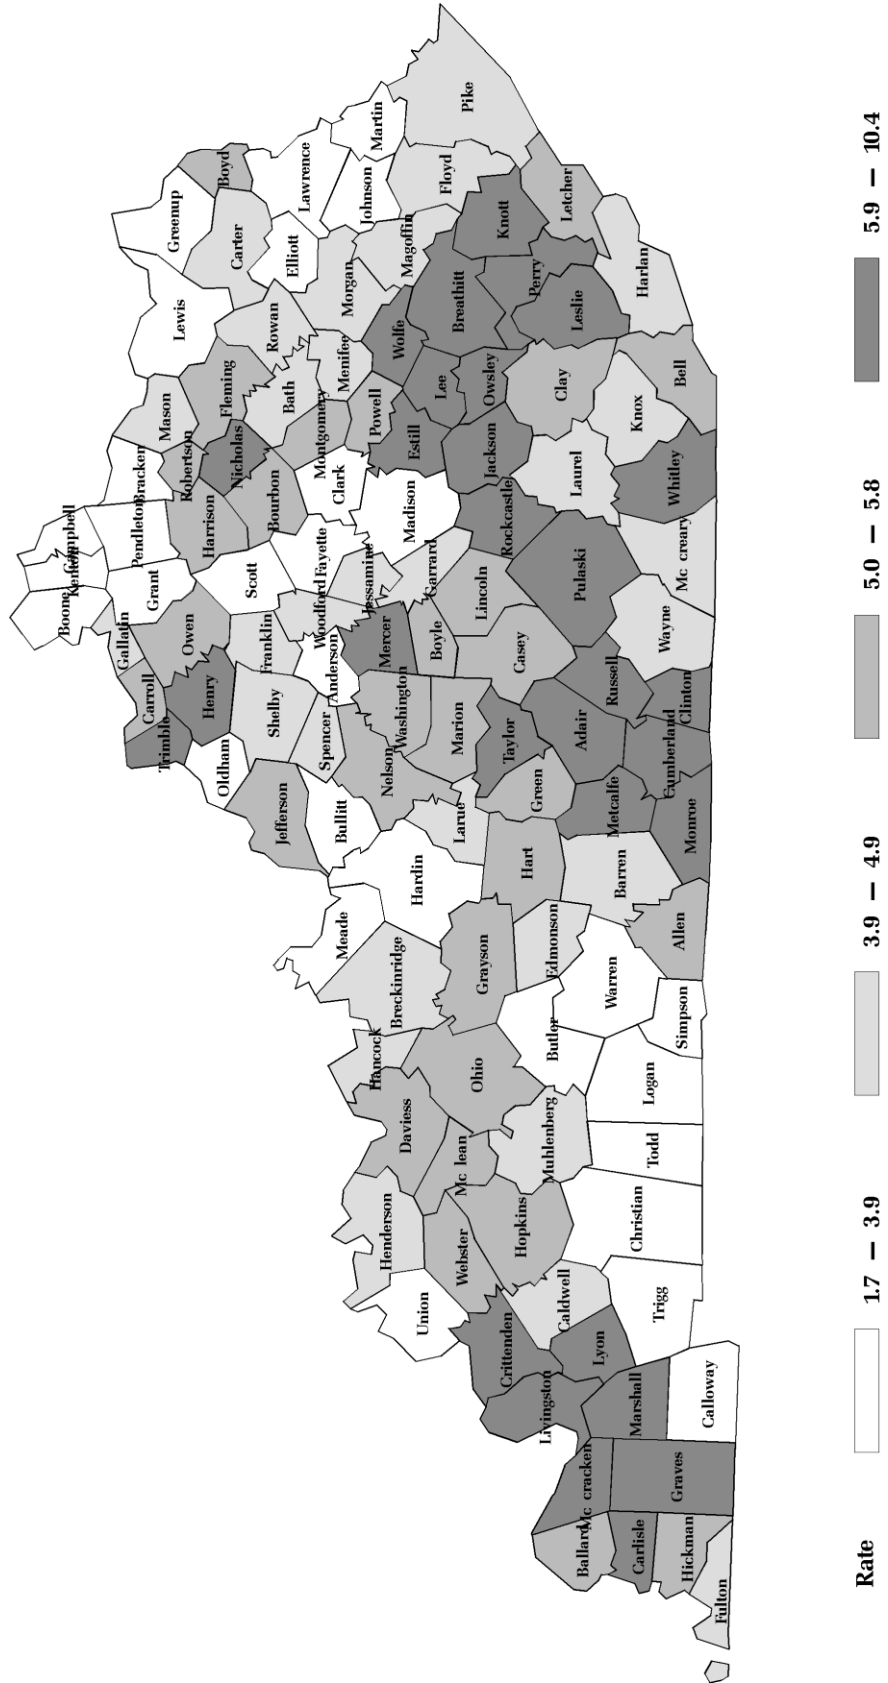 Boone
Kenton
Campbell
Pendleton
Bracken
Gallatin
Grant
Mason
Lewis
Greenup
Carroll
Owen
Harrison
Robertson
Fleming
Carter
Boyd
Trimble
Henry
Scott
Nicholas
Rowan
Elliott
Lawrence
Oldham
Shelby
Franklin
Bourbon
Bath
Morgan
Johnson
Martin
Jefferson
Spencer
Anderson
Woodford
Fayette
Clark
Montgomery
Menifee
Magoffin
Floyd
Pike
Meade
Bullitt
Nelson
Washington
Mercer
Jessamine
Madison
Powell
Wolfe
Breathitt
Knott
Hancock
Breckinridge
Hardin
Larue
Marion
Boyle
Garrard
Estill
Lee
Owsley
Perry
Letcher
Henderson
Daviess
Ohio
Grayson
Hart
Green
Taylor
Casey
Lincoln
Rockcastle
Jackson
Clay
Leslie
Harlan
Union
Webster
Mc lean
Butler
Edmonson
Barren
Metcalfe
Adair
Russell
Pulaski
Laurel
Knox
Bell
Crittenden
Hopkins
Muhlenberg
Warren
Allen
Monroe
Cumberland
Clinton
Wayne
Mc creary
Whitley
Livingston
Lyon
Caldwell
Christian
Todd
Logan
Simpson
Ballard
Mc cracken
Marshall
Trigg
Carlisle
Graves
Calloway
Hickman
Fulton
Rate
1.7 – 3.9
3.9 – 4.9
5.0 – 5.8
5.9 – 10.4